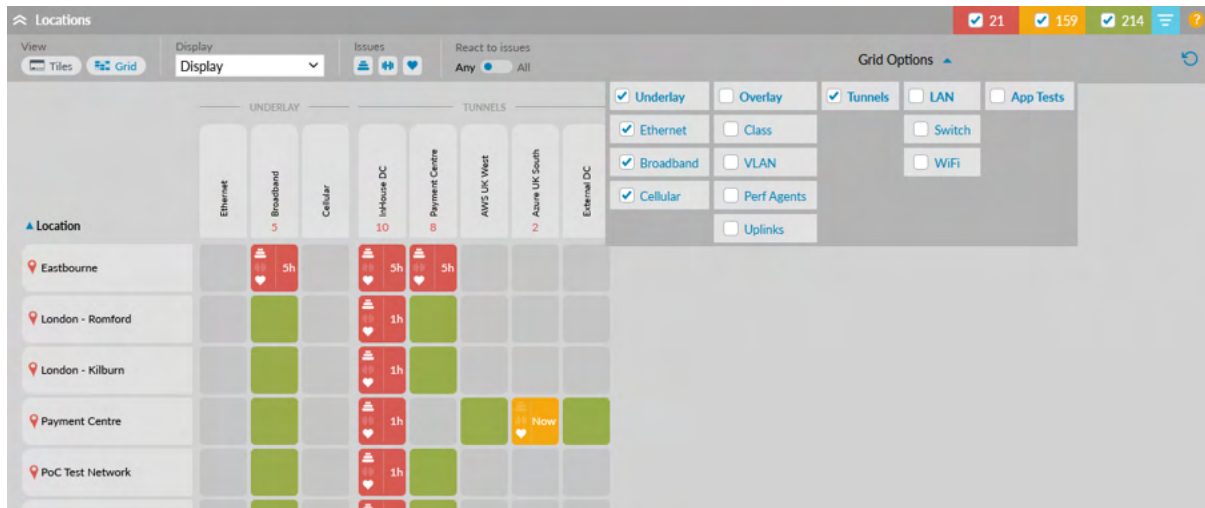 Locations
21 159 214 ?
View Display Issues React to issues
Tiles Grid Display Any All
Grid Options
UNDERLAY TUNNELS
Underlay Overlay Tunnels LAN App Tests
Ethernet Class Switch
Broadband VLAN WiFi
Cellular Perf Agents
Uplinks
Location
Ethernet
Broadband
5
Cellular
InHouse DC
10
Payment Centre
8
AWS UK West
Azure UK South
2
External DC
Eastbourne 5h 5h 5h
London - Romford 1h
London - Kilburn 1h
Payment Centre 1h Now
PoC Test Network 1h